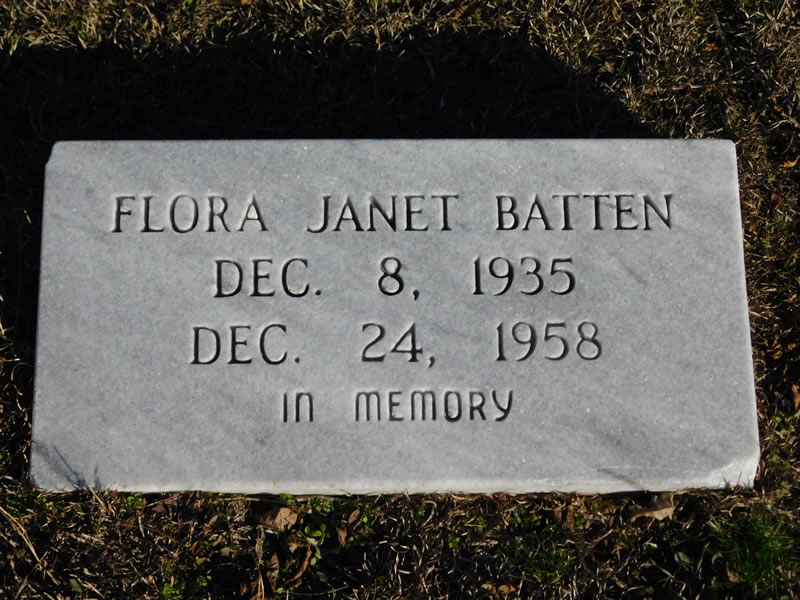 FLORA JANET BATTEN
DEC. 8, 1935
DEC. 24, 1958
IN MEMORY